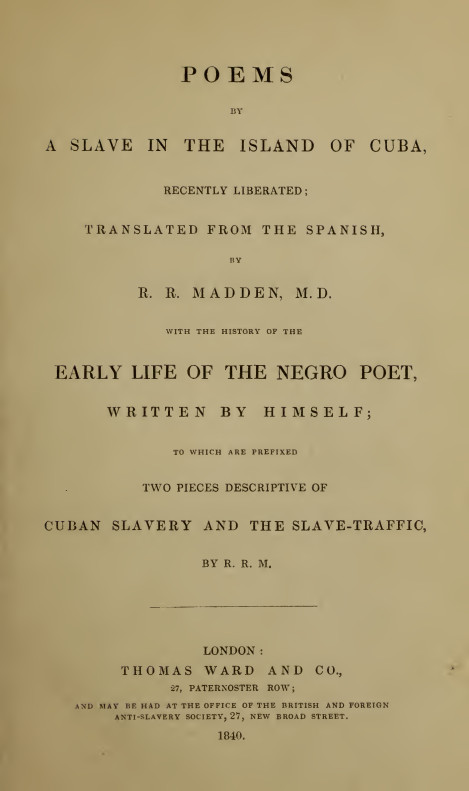 POEMS
BY
A SLAVE IN THE ISLAND OF CUBA,
RECENTLY LIBERATED;
TRANSLATED FROM THE SPANISH,
BY
R. R. MADDEN, M.D.
WITH THE HISTORY OF THE
EARLY LIFE OF THE NEGRO POET,
WRITTEN BY HIMSELF;
TO WHICH ARE PREFIXED
TWO PIECES DESCRIPTIVE OF
CUBAN SLAVERY AND THE SLAVE-TRAFFIC,
BY R. R. M.
LONDON:
THOMAS WARD AND CO.,
27, PATERNOSTER ROW;
AND MAY BE HAD AT THE OFFICE OF THE BRITISH AND FOREIGN
ANTI-SLAVERY SOCIETY, 27, NEW BROAD STREET.
1840.